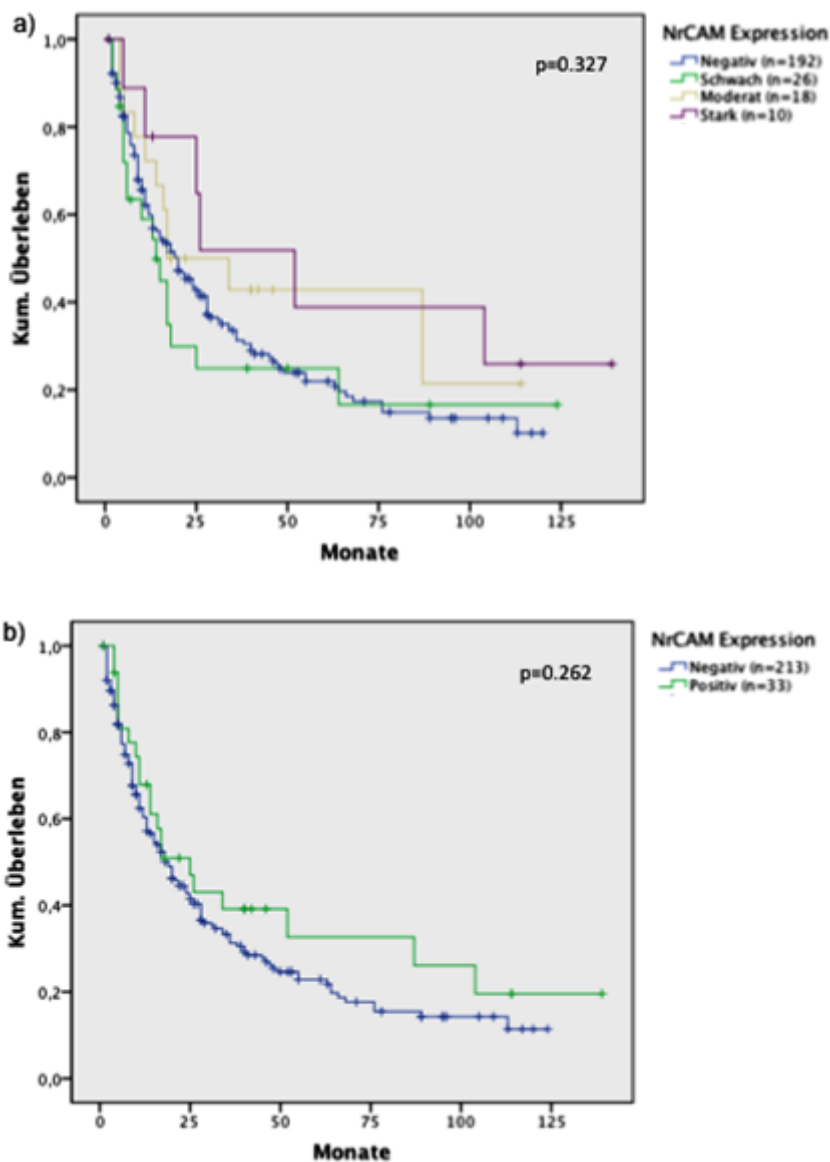 a)
p=0.327
NrCAM Expression
Negativ (n=192)
Schwach (n=26)
Moderat (n=18)
Stark (n=10)
Kum. Überleben
1,0
0,8
0,6
0,4
0,2
0,0
0 25 50 75 100 125
Monate
b)
p=0.262
NrCAM Expression
Negativ (n=213)
Positiv (n=33)
Kum. Überleben
1,0
0,8
0,6
0,4
0,2
0,0
0 25 50 75 100 125
Monate